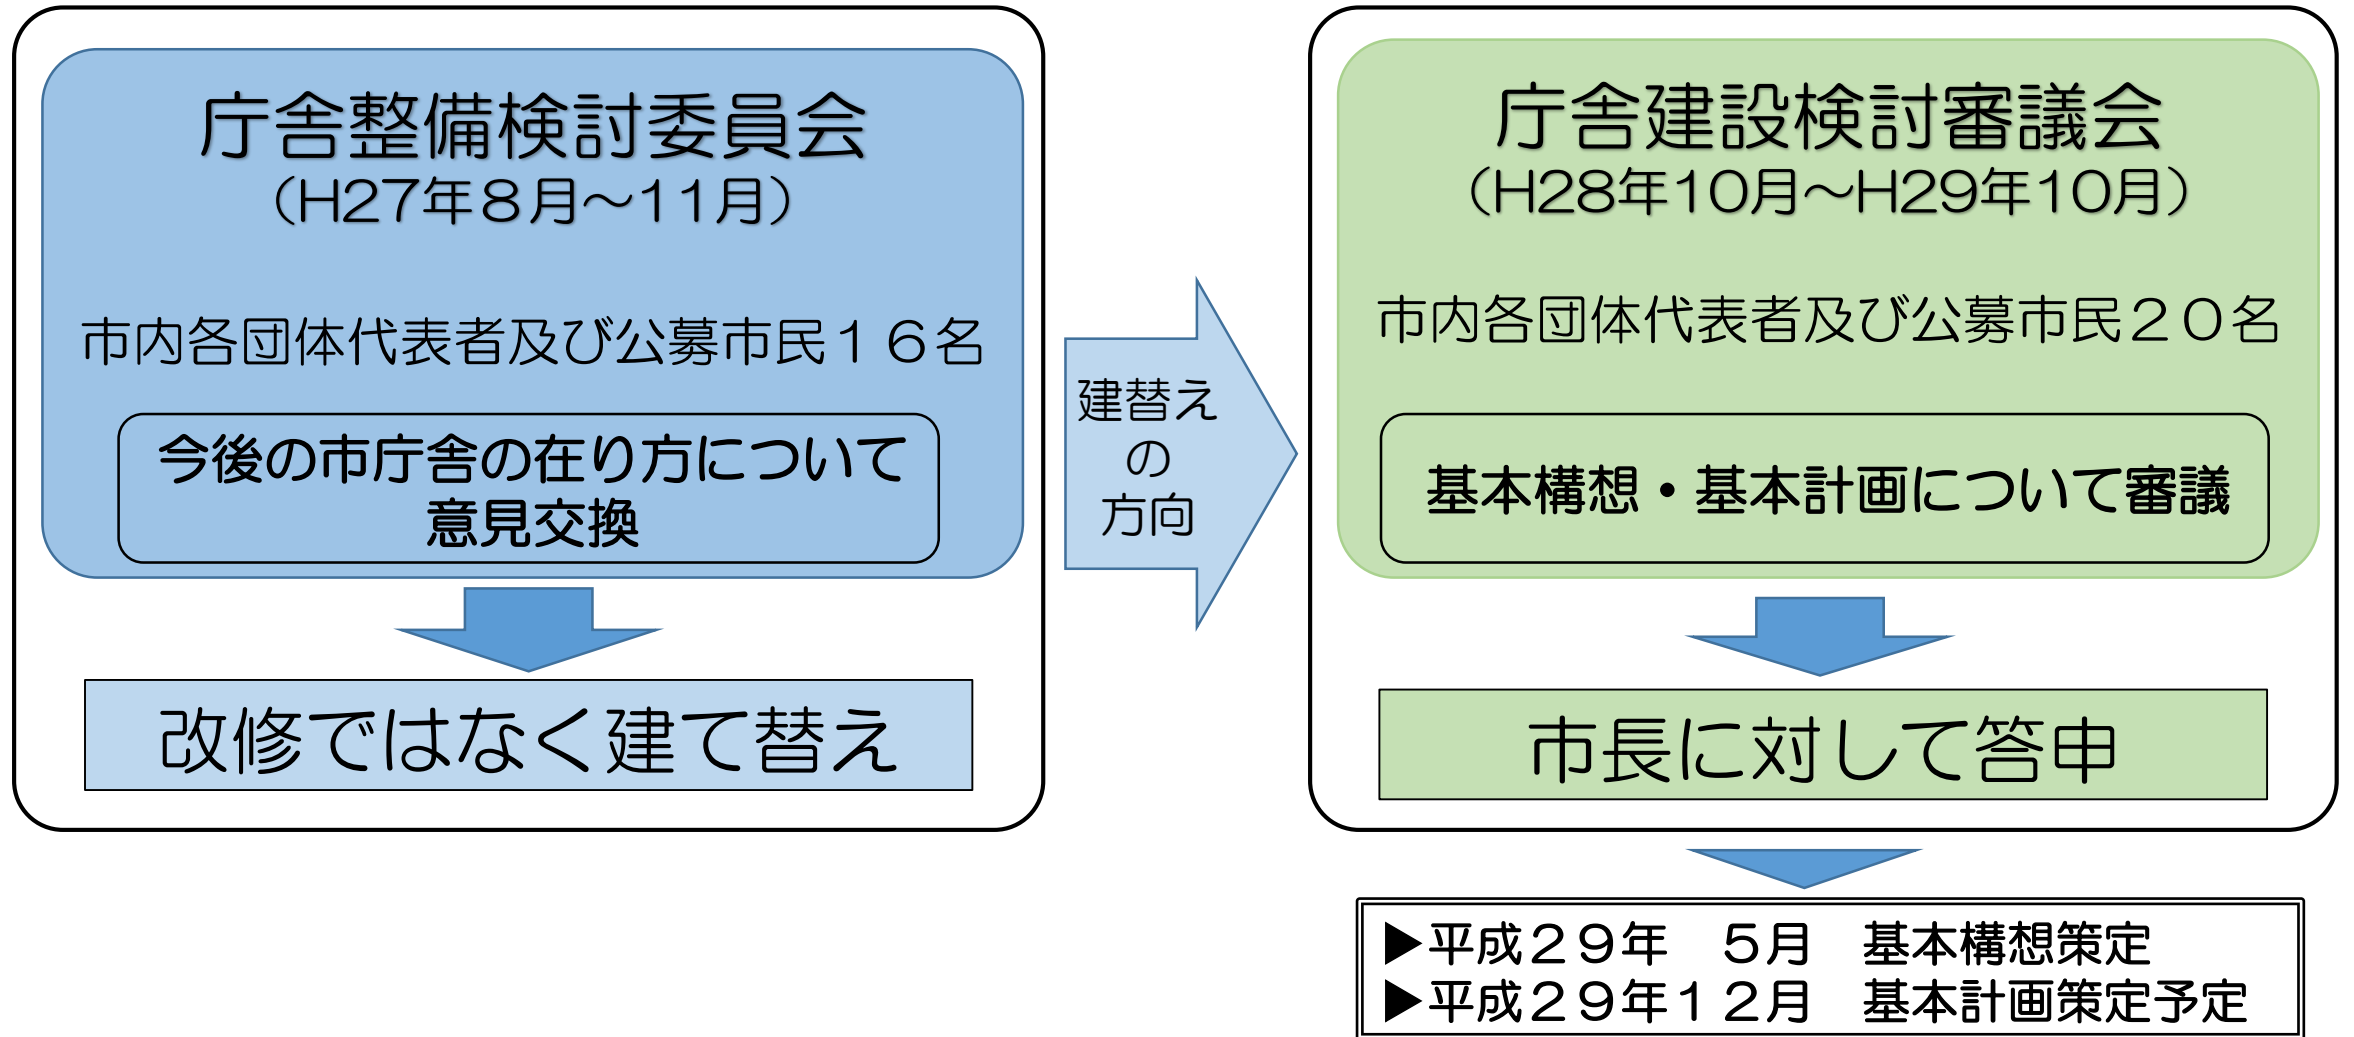 庁舎整備検討委員会
（H27年８月～11月）
市内各団体代表者及び公募市民１６名
今後の市庁舎の在り方について
意見交換
改修ではなく建て替え
建替え
の
方向
庁舎建設検討審議会
（H28年10月～H29年10月）
市内各団体代表者及び公募市民２０名
基本構想・基本計画について審議
市長に対して答申
▶平成２９年　５月　基本構想策定
▶平成２９年１２月　基本計画策定予定